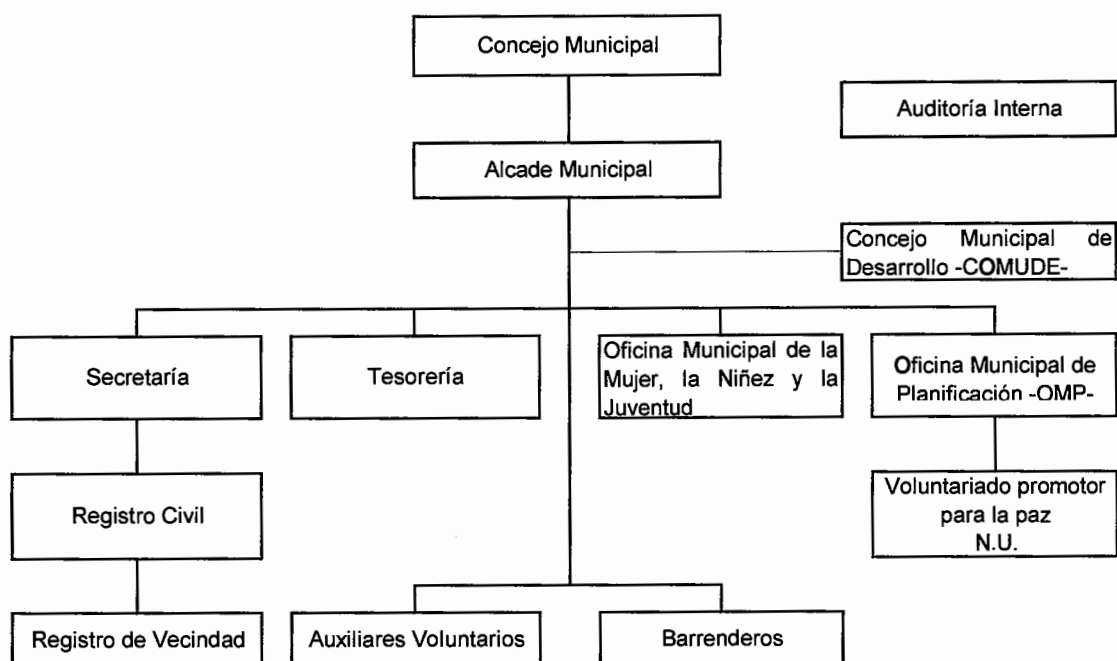 Concejo Municipal
Auditoría Interna
Alcade Municipal
Concejo Municipal de
Desarrollo -COMUDE-
Secretaría
Tesorería
Oficina Municipal de la
Mujer, la Niñez y la
Juventud
Oficina Municipal de
Planificación -OMP-
Registro Civil
Voluntariado promotor
para la paz
N.U.
Registro de Vecindad
Auxiliares Voluntarios
Barrenderos